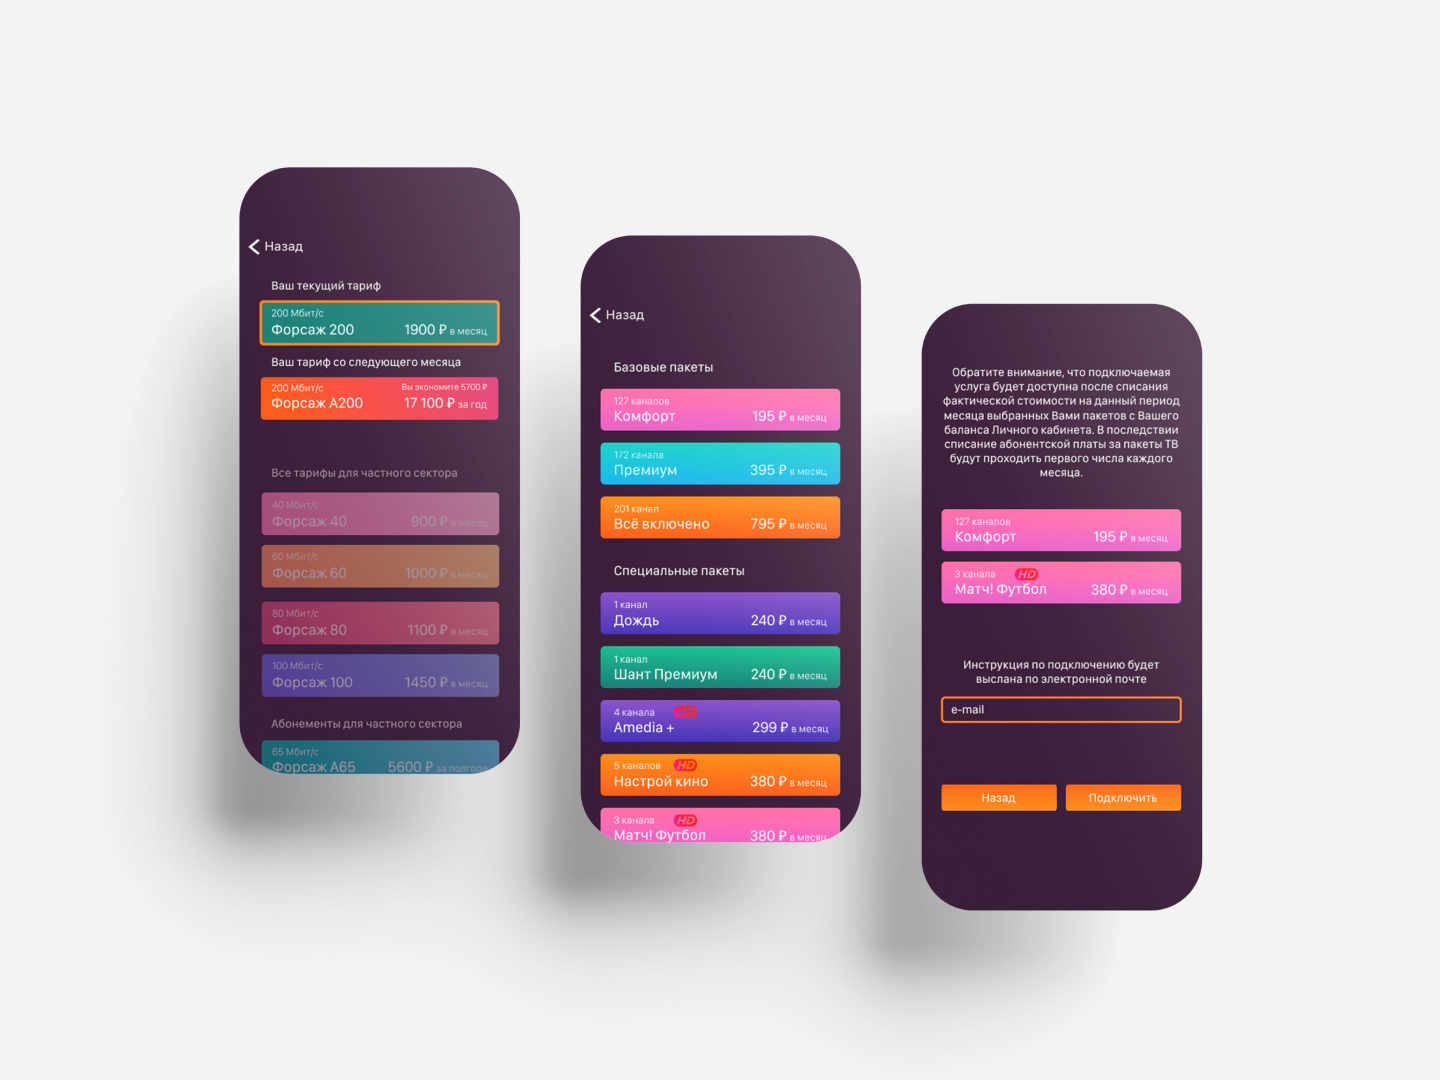 Назад
Ваш текущий тариф
200 Мбит/с
Форсаж 200 1900 ₽ в месяц
Ваш тариф со следующего месяца
200 Мбит/с Вы экономите 5700 ₽
Форсаж А200 17 100 ₽ за год
Все тарифы для частного сектора
40 Мбит/с
Форсаж 40 900 ₽ в месяц
60 Мбит/с
Форсаж 60 1000 ₽ в месяц
80 Мбит/с
Форсаж 80 1100 ₽ в месяц
100 Мбит/с
Форсаж 100 1450 ₽ в месяц
Абонементы для частного сектора
65 Мбит/с
Форсаж А65 5600 ₽ за полгода
Назад
Базовые пакеты
127 каналов
Комфорт 195 ₽ в месяц
172 канала
Премиум 395 ₽ в месяц
201 канал
Всё включено 795 ₽ в месяц
Специальные пакеты
1 канал
Дождь 240 ₽ в месяц
1 канал
Шант Премиум 240 ₽ в месяц
4 канала HD
Amedia + 299 ₽ в месяц
5 каналов HD
Настрой кино 380 ₽ в месяц
3 канала HD
Матч! Футбол 380 ₽ в месяц
Обратите внимание, что подключаемая
услуга будет доступна после списания
фактической стоимости на данный период
месяца выбранных Вами пакетов с Вашего
баланса Личного кабинета. В последствии
списание абонентской платы за пакеты ТВ
будут проходить первого числа каждого
месяца.
127 каналов
Комфорт 195 ₽ в месяц
3 канала HD
Матч! Футбол 380 ₽ в месяц
Инструкция по подключению будет
выслана по электронной почте
e-mail
Назад Подключить